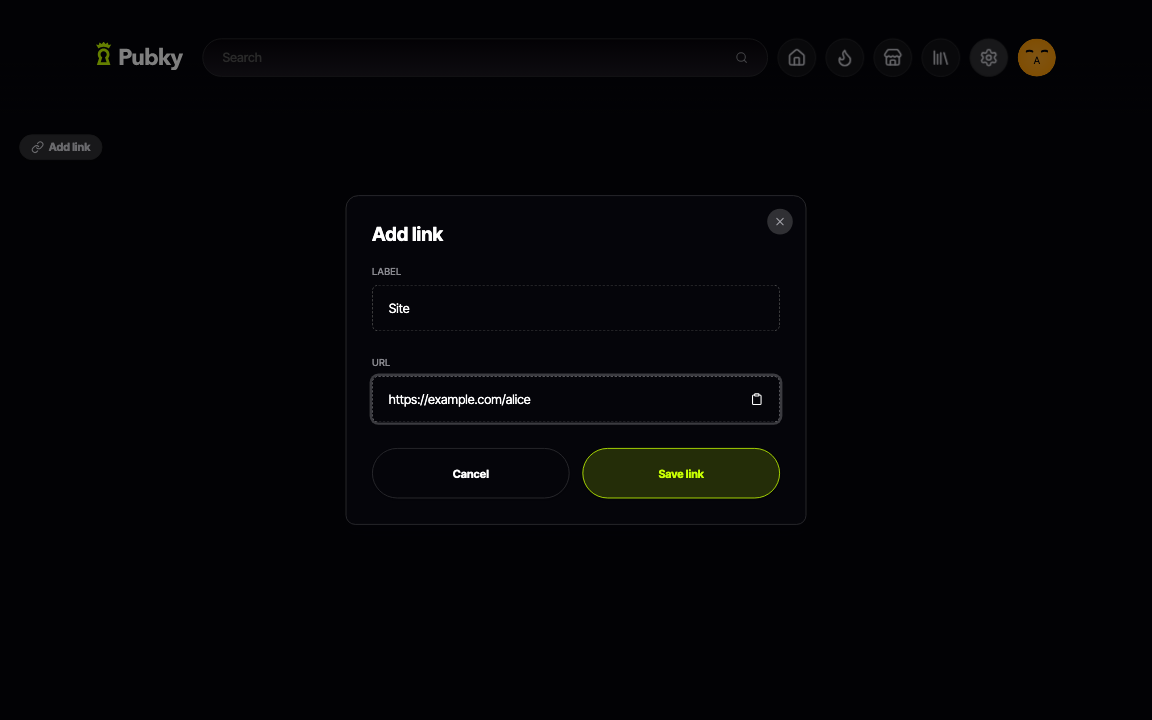 Pubky
Search
A
Add link
Add link
LABEL
Site
URL
https://example.com/alice
Cancel
Save link